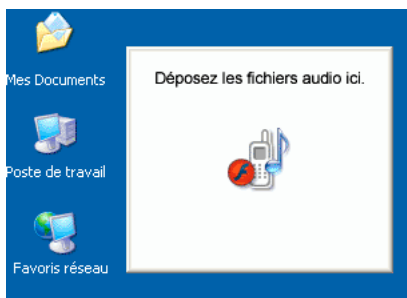 Mes Documents
Déposez les fichiers audio ici.
Poste de travail
Favoris réseau